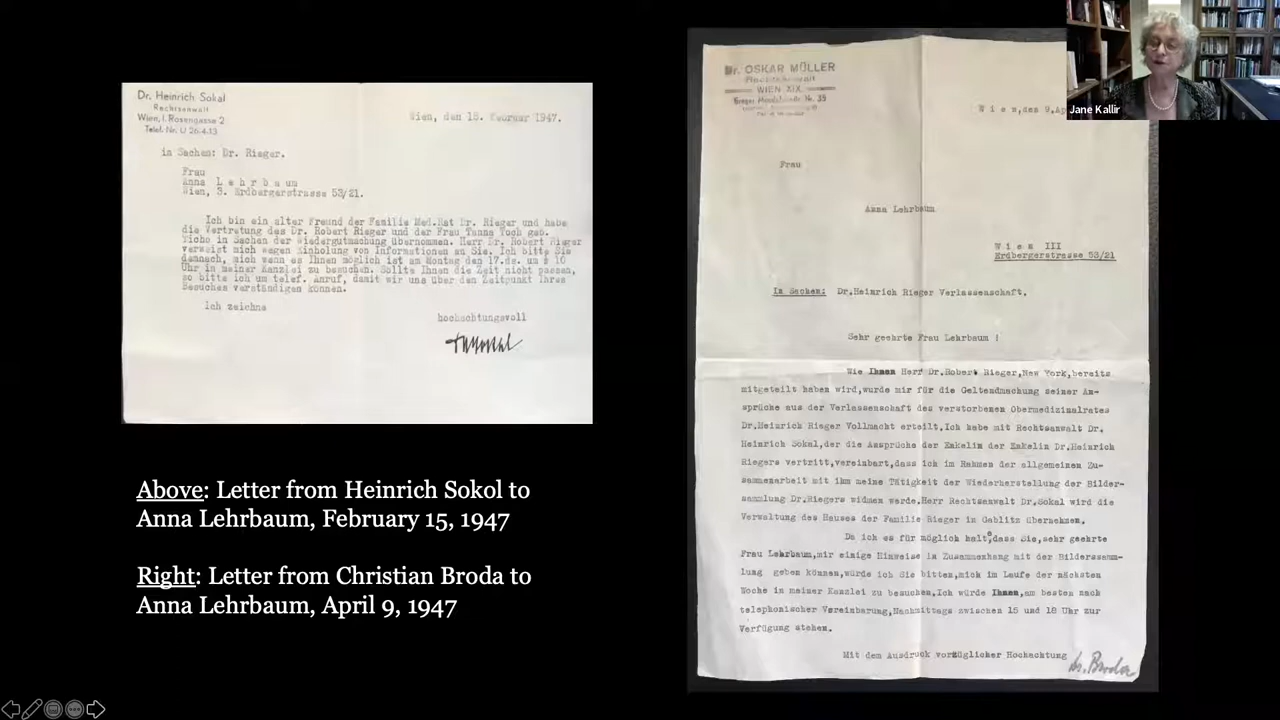 Dr. Heinrich Sokal
Rechtsanwalt
Wien, I. Rosengasse 2
Telef. Nr. U 26.4.13
Wien, den 15. Februar 1947.
in Sachen: Dr. Rieger.
Frau
Anna L e h r b a u m
Wien, 3. Erdbergerstrasse 53/21.
Ich bin ein alter Freund der Familie Med.Rat Dr. Rieger und habe
die Vertretung des Dr. Robert Rieger und der Frau Tanna Toch geb.
in Sachen der Wiedergutmachung übernommen. Herr Dr. Robert Rieger
verweist mich wegen Einholung von Informationen an Sie. Ich bitte Sie
demnach, mich wenn es Ihnen möglich ist am Montag den 17.ds. um
Uhr in meiner Kanzlei zu besuchen. Sollte Ihnen die Zeit nicht passen,
so bitte ich um telef. Anruf, damit wir uns über den Zeitpunkt Ihres
Besuches verständigen können.
Ich zeichne
hochachtungsvoll
Above: Letter from Heinrich Sokol to
Anna Lehrbaum, February 15, 1947
Right: Letter from Christian Broda to
Anna Lehrbaum, April 9, 1947
Dr. OSKAR MÜLLER
Rechtsanwalt
WIEN XIX.
Nr. 39
W i e n, den 9.
Frau
Anna Lehrbaum
W i e n III
Erdbergerstrasse 53/21
In Sachen: Dr.Heinrich Rieger Verlassenschaft.
Sehr geehrte Frau Lehrbaum !
Wie Ihnen Herr Dr.Robert Rieger,New York,bereits
mitgeteilt haben wird,wurde mir für die Geltendmachung seiner An-
sprüche aus der Verlassenschaft des verstorbenen Obermedizinalrates
Dr.Heinrich Rieger Vollmacht erteilt.Ich habe mit Rechtsanwalt Dr.
Heinrich Sokal,der die Ansprüche der Enkelin der Enkelin Dr.Heinrich
Riegers vertritt,vereinbart,dass ich im Rahmen der allgemeinen Zu-
sammenarbeit mit ihm meine Tätigkeit der Wiederherstellung der Bilder-
sammlung Dr.Riegers widmen werde.Herr Rechtsanwalt Dr.Sokal wird die
Verwaltung des Hauses der Familie Rieger in Gablitz übernehmen.
Da ich es für möglich halte,dass Sie,sehr geehrte
Frau Lehrbaum,mir einige Hinweise in Zusammenhang mit der Bildersamm-
lung geben können,würde ich Sie bitten,mich im Laufe der nächsten
Woche in meiner Kanzlei zu besuchen.Ich würde Ihnen,am besten nach
telephonischer Vereinbarung,Nachmittags zwischen 15 und 18 Uhr zur
Verfügung stehen.
Mit dem Ausdruck vorzüglicher Hochachtung
Dr. Broda
Jane Kallir